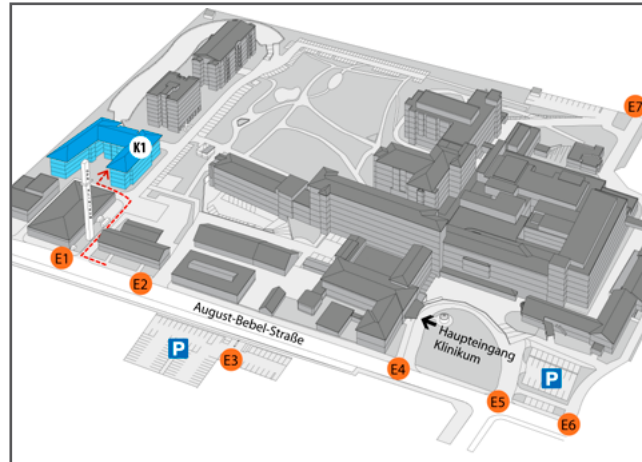 E7
K1
E1
E2
August-Bebel-Straße
E3
P
Haupteingang
Klinikum
E4
P
E5
E6